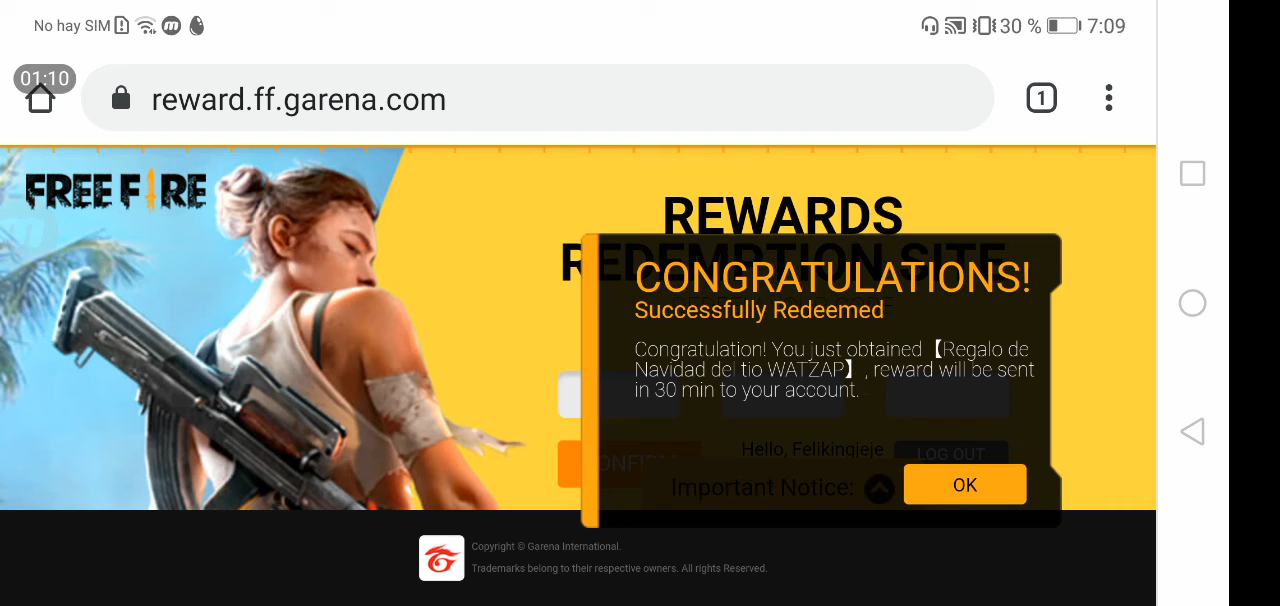 No hay SIM
30 % 7:09
01:10
reward.ff.garena.com
1
FREE FIRE
REWARDS
REDEMPTION SITE
CONGRATULATIONS!
Successfully Redeemed
Congratulation! You just obtained【Regalo de
Navidad del tio WATZAP】, reward will be sent
in 30 min to your account.
Hello, Felikingjeje
LOG OUT
CONFIRM
Important Notice:
OK
Copyright © Garena International.
Trademarks belong to their respective owners. All rights Reserved.